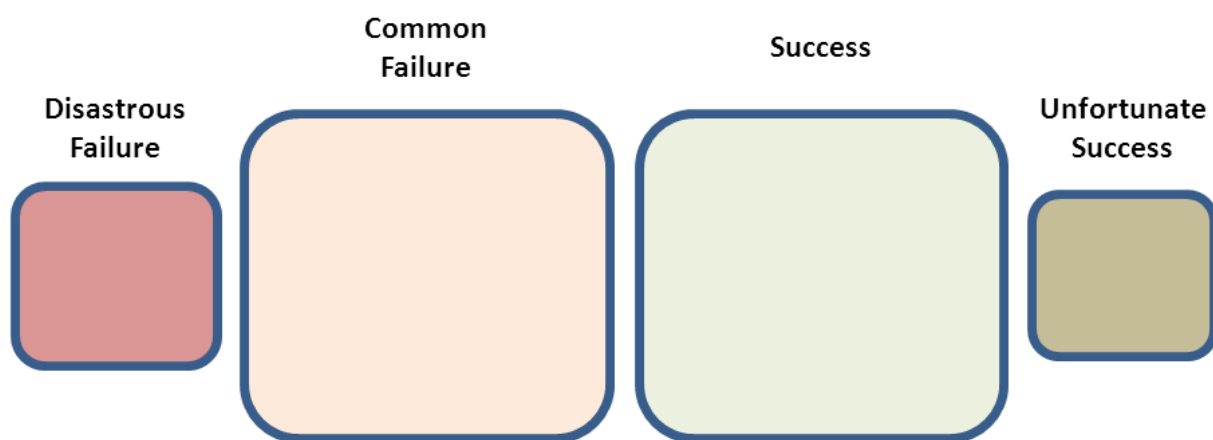 Disastrous
Failure
Common
Failure
Success
Unfortunate
Success